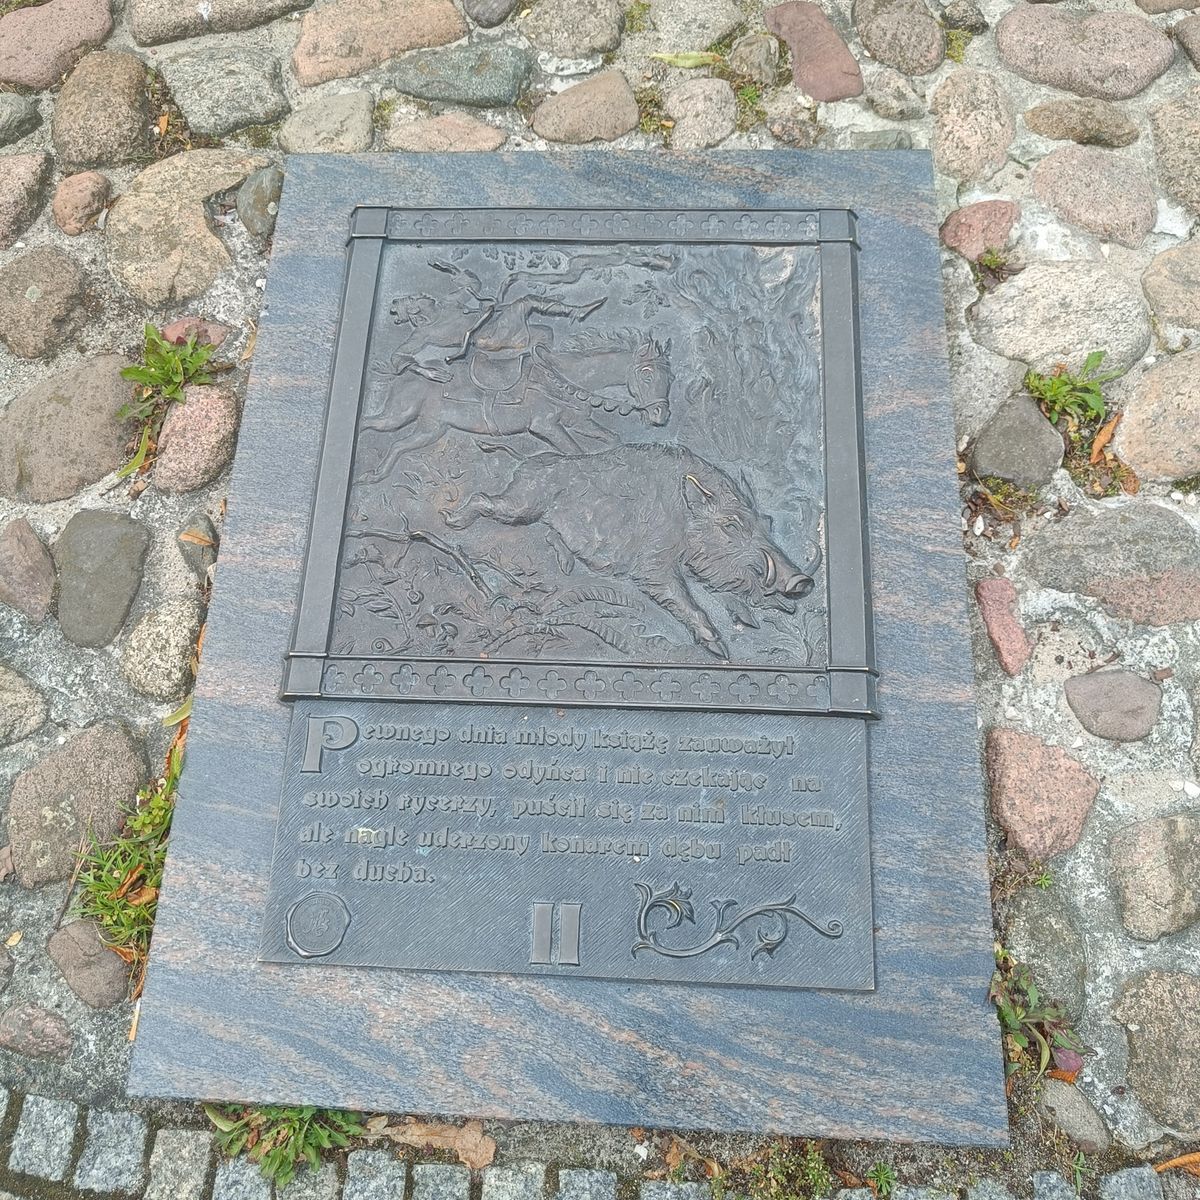 Pewnego dnia młody książę zauważył
ogromnego odyńca i nie czekając na
swoich rycerzy, puścił się za nim kłusem,
ale nagle uderzony konarem dębu padł
bez ducha.
II